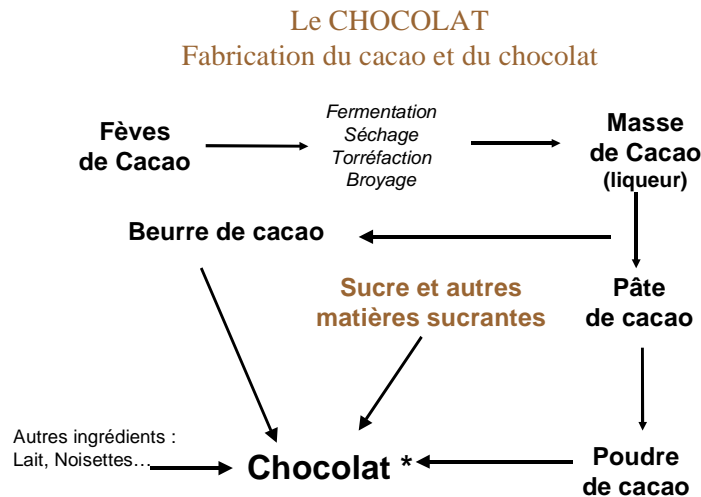 Le CHOCOLAT
Fabrication du cacao et du chocolat
Fèves
de Cacao
Fermentation
Séchage
Torréfaction
Broyage
Masse
de Cacao
(liqueur)
Beurre de cacao
Sucre et autres
matières sucrantes
Pâte
de cacao
Autres ingrédients :
Lait, Noisettes…
Chocolat *
Poudre
de cacao